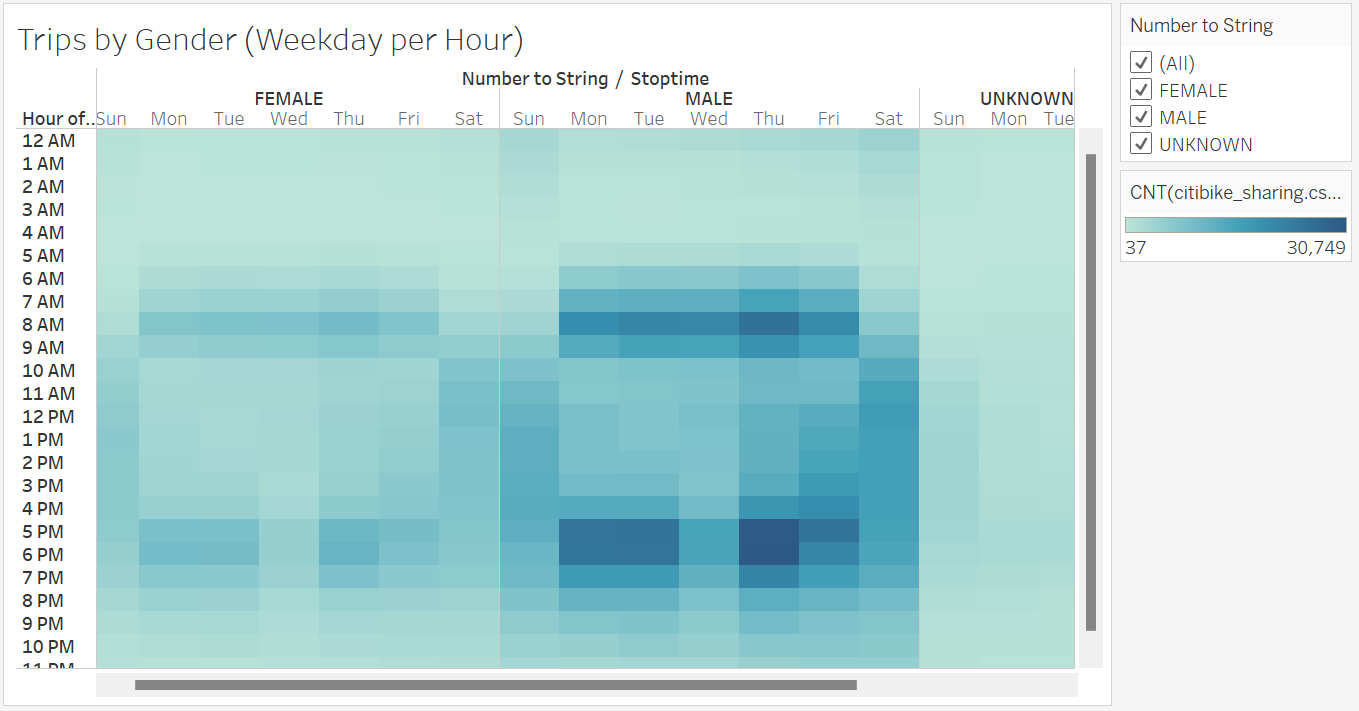 Trips by Gender (Weekday per Hour)
Number to String / Stoptime
FEMALE MALE UNKNOWN
Hour of.. Sun Mon Tue Wed Thu Fri Sat Sun Mon Tue Wed Thu Fri Sat Sun Mon Tue
12 AM
1 AM
2 AM
3 AM
4 AM
5 AM
6 AM
7 AM
8 AM
9 AM
10 AM
11 AM
12 PM
1 PM
2 PM
3 PM
4 PM
5 PM
6 PM
7 PM
8 PM
9 PM
10 PM
11 PM
Number to String
(All)
FEMALE
MALE
UNKNOWN
CNT(citibike_sharing.cs...
37 30,749